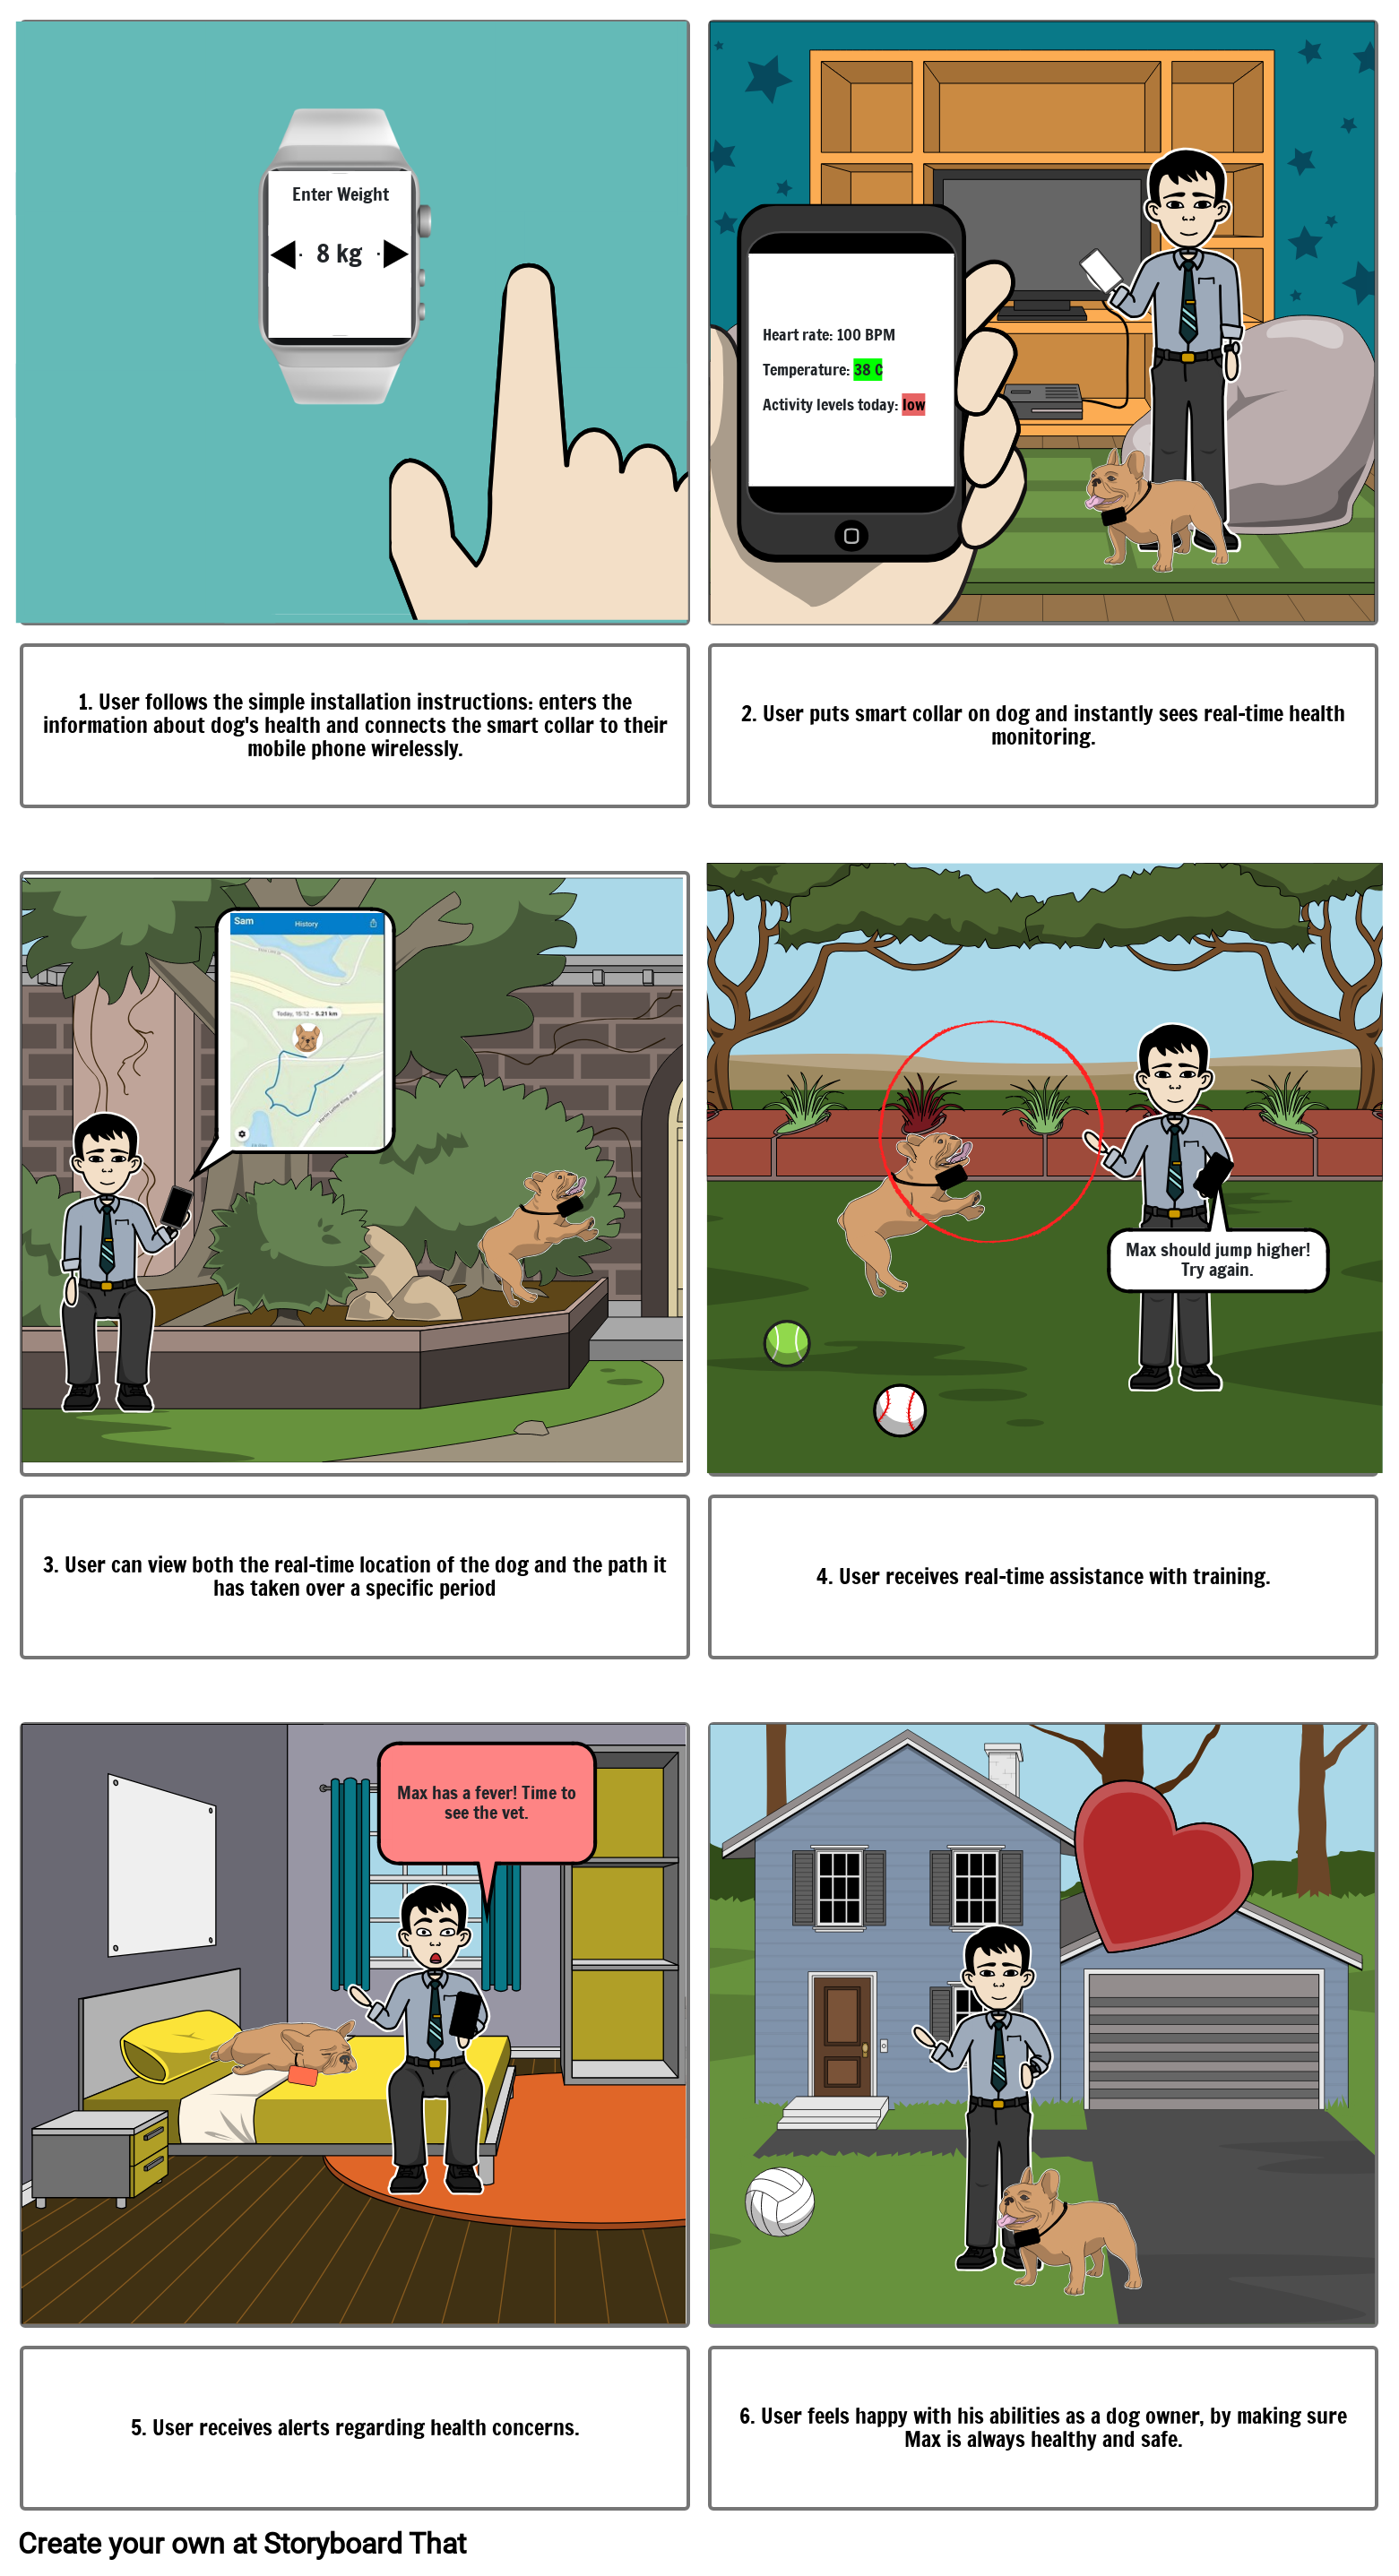 Enter Weight
8 kg
Heart rate: 100 BPM
Temperature: 38 C
Activity levels today: low
1. User follows the simple installation instructions: enters the
information about dog's health and connects the smart collar to their
mobile phone wirelessly.
2. User puts smart collar on dog and instantly sees real-time health
monitoring.
Sam
History
Today, 10:12 - 5.21 km
3. User can view both the real-time location of the dog and the path it
has taken over a specific period
Max should jump higher!
Try again.
4. User receives real-time assistance with training.
Max has a fever! Time to
see the vet.
5. User receives alerts regarding health concerns.
6. User feels happy with his abilities as a dog owner, by making sure
Max is always healthy and safe.
Create your own at Storyboard That